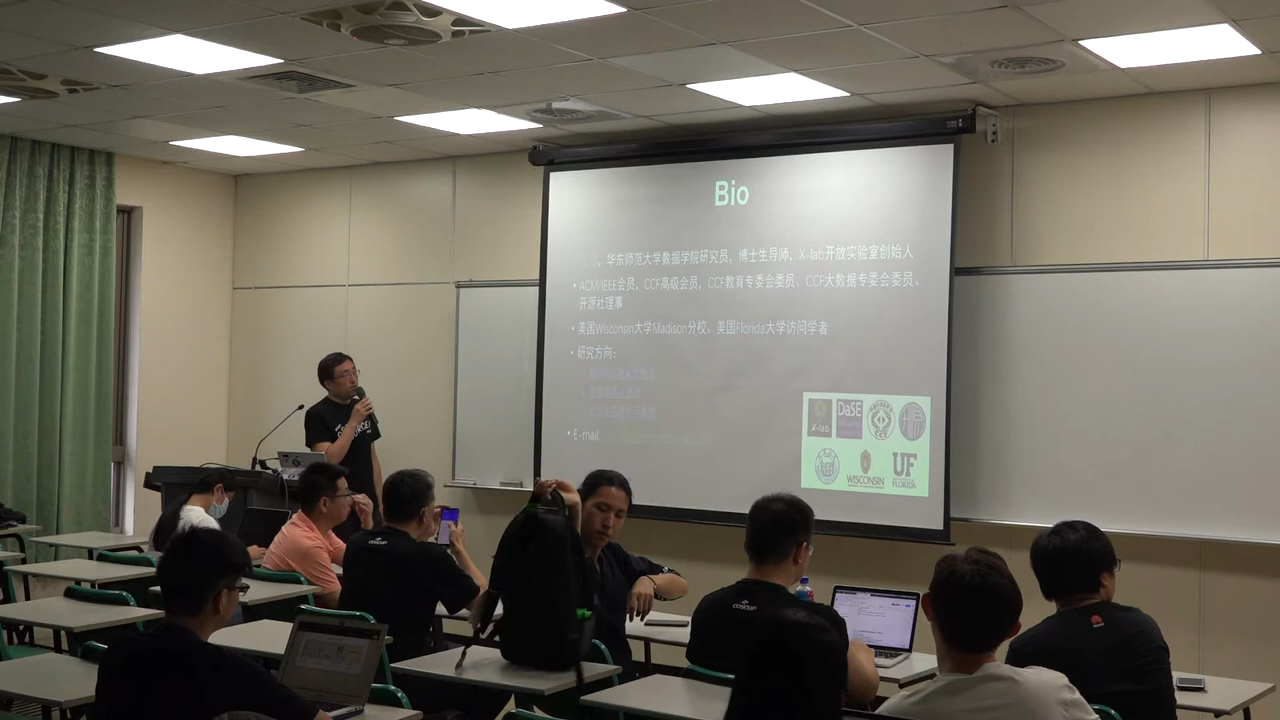 Bio
，华东师范大学数据学院研究员，博士生导师，X-lab开放实验室创始人
• ACM/IEEE会员，CCF高级会员，CCF教育专委会委员、CCF大数据专委会委员、
开源社理事
• 美国Wisconsin大学Madison分校，美国Florida大学访问学者
• 研究方向：
• E-mail:
X-lab
DaSE
CCF
WISCONSIN
UF
FLORIDA
COSCUP
COSCUP